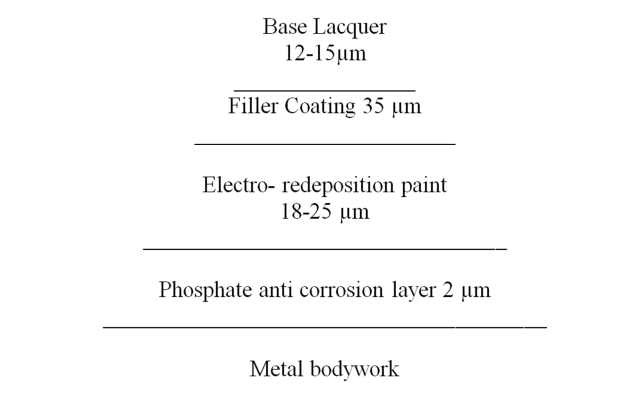 Base Lacquer
12-15µm
Filler Coating 35 µm
Electro- redeposition paint
18-25 µm
Phosphate anti corrosion layer 2 µm
Metal bodywork